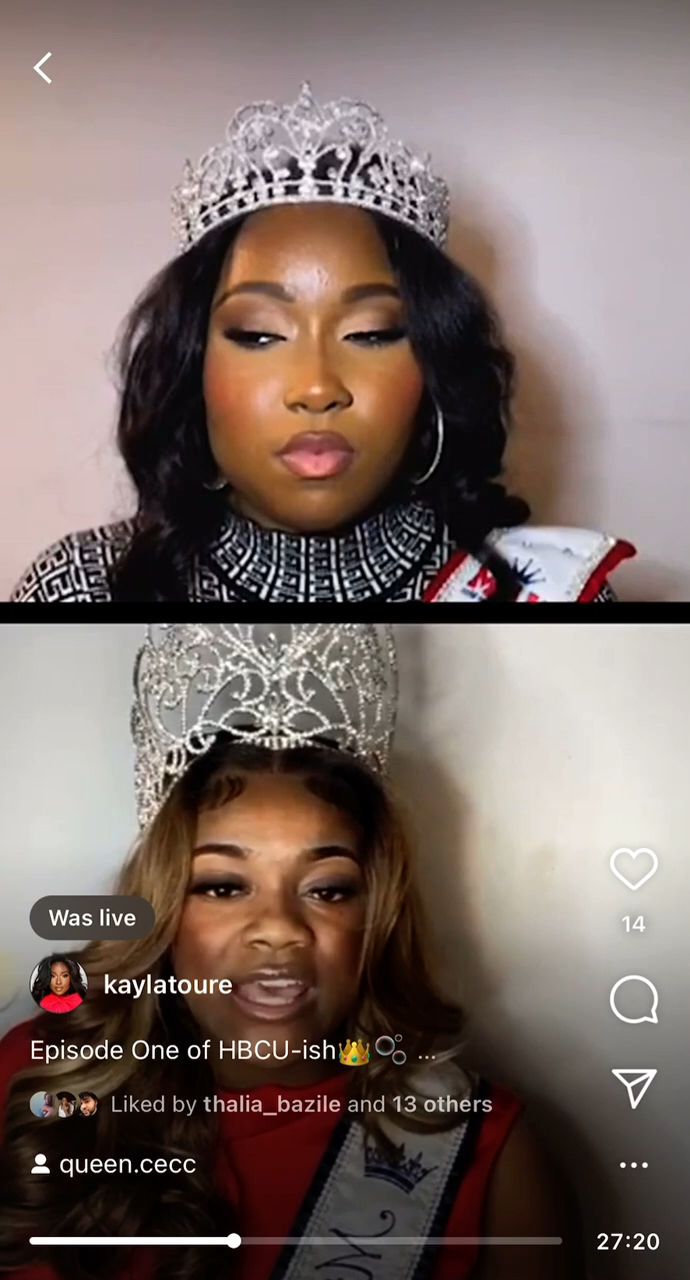 Was live
kaylatoure
Episode One of HBCU-ish👑🫧 ...
Liked by thalia_bazile and 13 others
queen.cecc
14
27:20